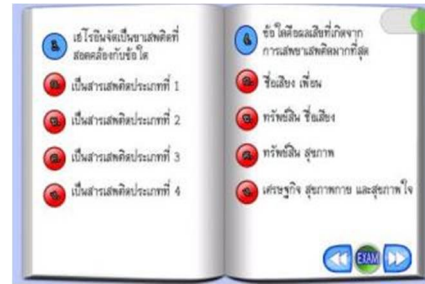 เฮโรอินจัดเป็นยาเสพติดที่
สอดคล้องกับข้อใด
เป็นสารเสพติดประเภทที่ 1
เป็นสารเสพติดประเภทที่ 2
เป็นสารเสพติดประเภทที่ 3
เป็นสารเสพติดประเภทที่ 4
ข้อใดคือผลเสียที่เกิดจาก
การเสพยาเสพติดมากที่สุด
ชื่อเสียง เพื่อน
ทรัพย์สิน ชื่อเสียง
ทรัพย์สิน สุขภาพ
เศรษฐกิจ สุขภาพกาย และสุขภาพใจ
EXAM